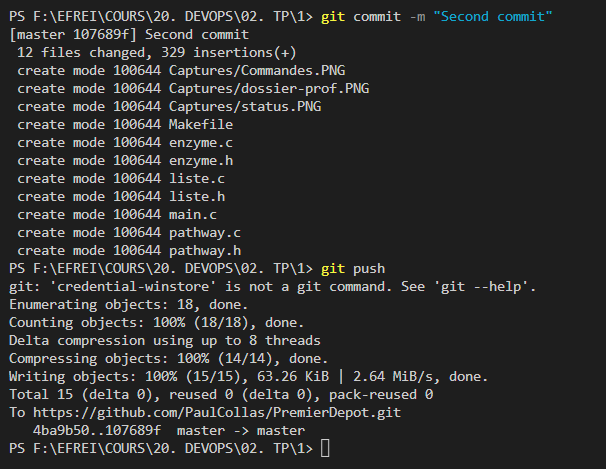 PS F:\EFREI\COURS\20. DEVOPS\02. TP\1> git commit -m "Second commit"
[master 107689f] Second commit
 12 files changed, 329 insertions(+)
 create mode 100644 Captures/Commandes.PNG
 create mode 100644 Captures/dossier-prof.PNG
 create mode 100644 Captures/status.PNG
 create mode 100644 Makefile
 create mode 100644 enzyme.c
 create mode 100644 enzyme.h
 create mode 100644 liste.c
 create mode 100644 liste.h
 create mode 100644 main.c
 create mode 100644 pathway.c
 create mode 100644 pathway.h
PS F:\EFREI\COURS\20. DEVOPS\02. TP\1> git push
git: 'credential-winstore' is not a git command. See 'git --help'.
Enumerating objects: 18, done.
Counting objects: 100% (18/18), done.
Delta compression using up to 8 threads
Compressing objects: 100% (14/14), done.
Writing objects: 100% (15/15), 63.26 KiB | 2.64 MiB/s, done.
Total 15 (delta 0), reused 0 (delta 0), pack-reused 0
To https://github.com/PaulCollas/PremierDepot.git
   4ba9b50..107689f  master -> master
PS F:\EFREI\COURS\20. DEVOPS\02. TP\1>